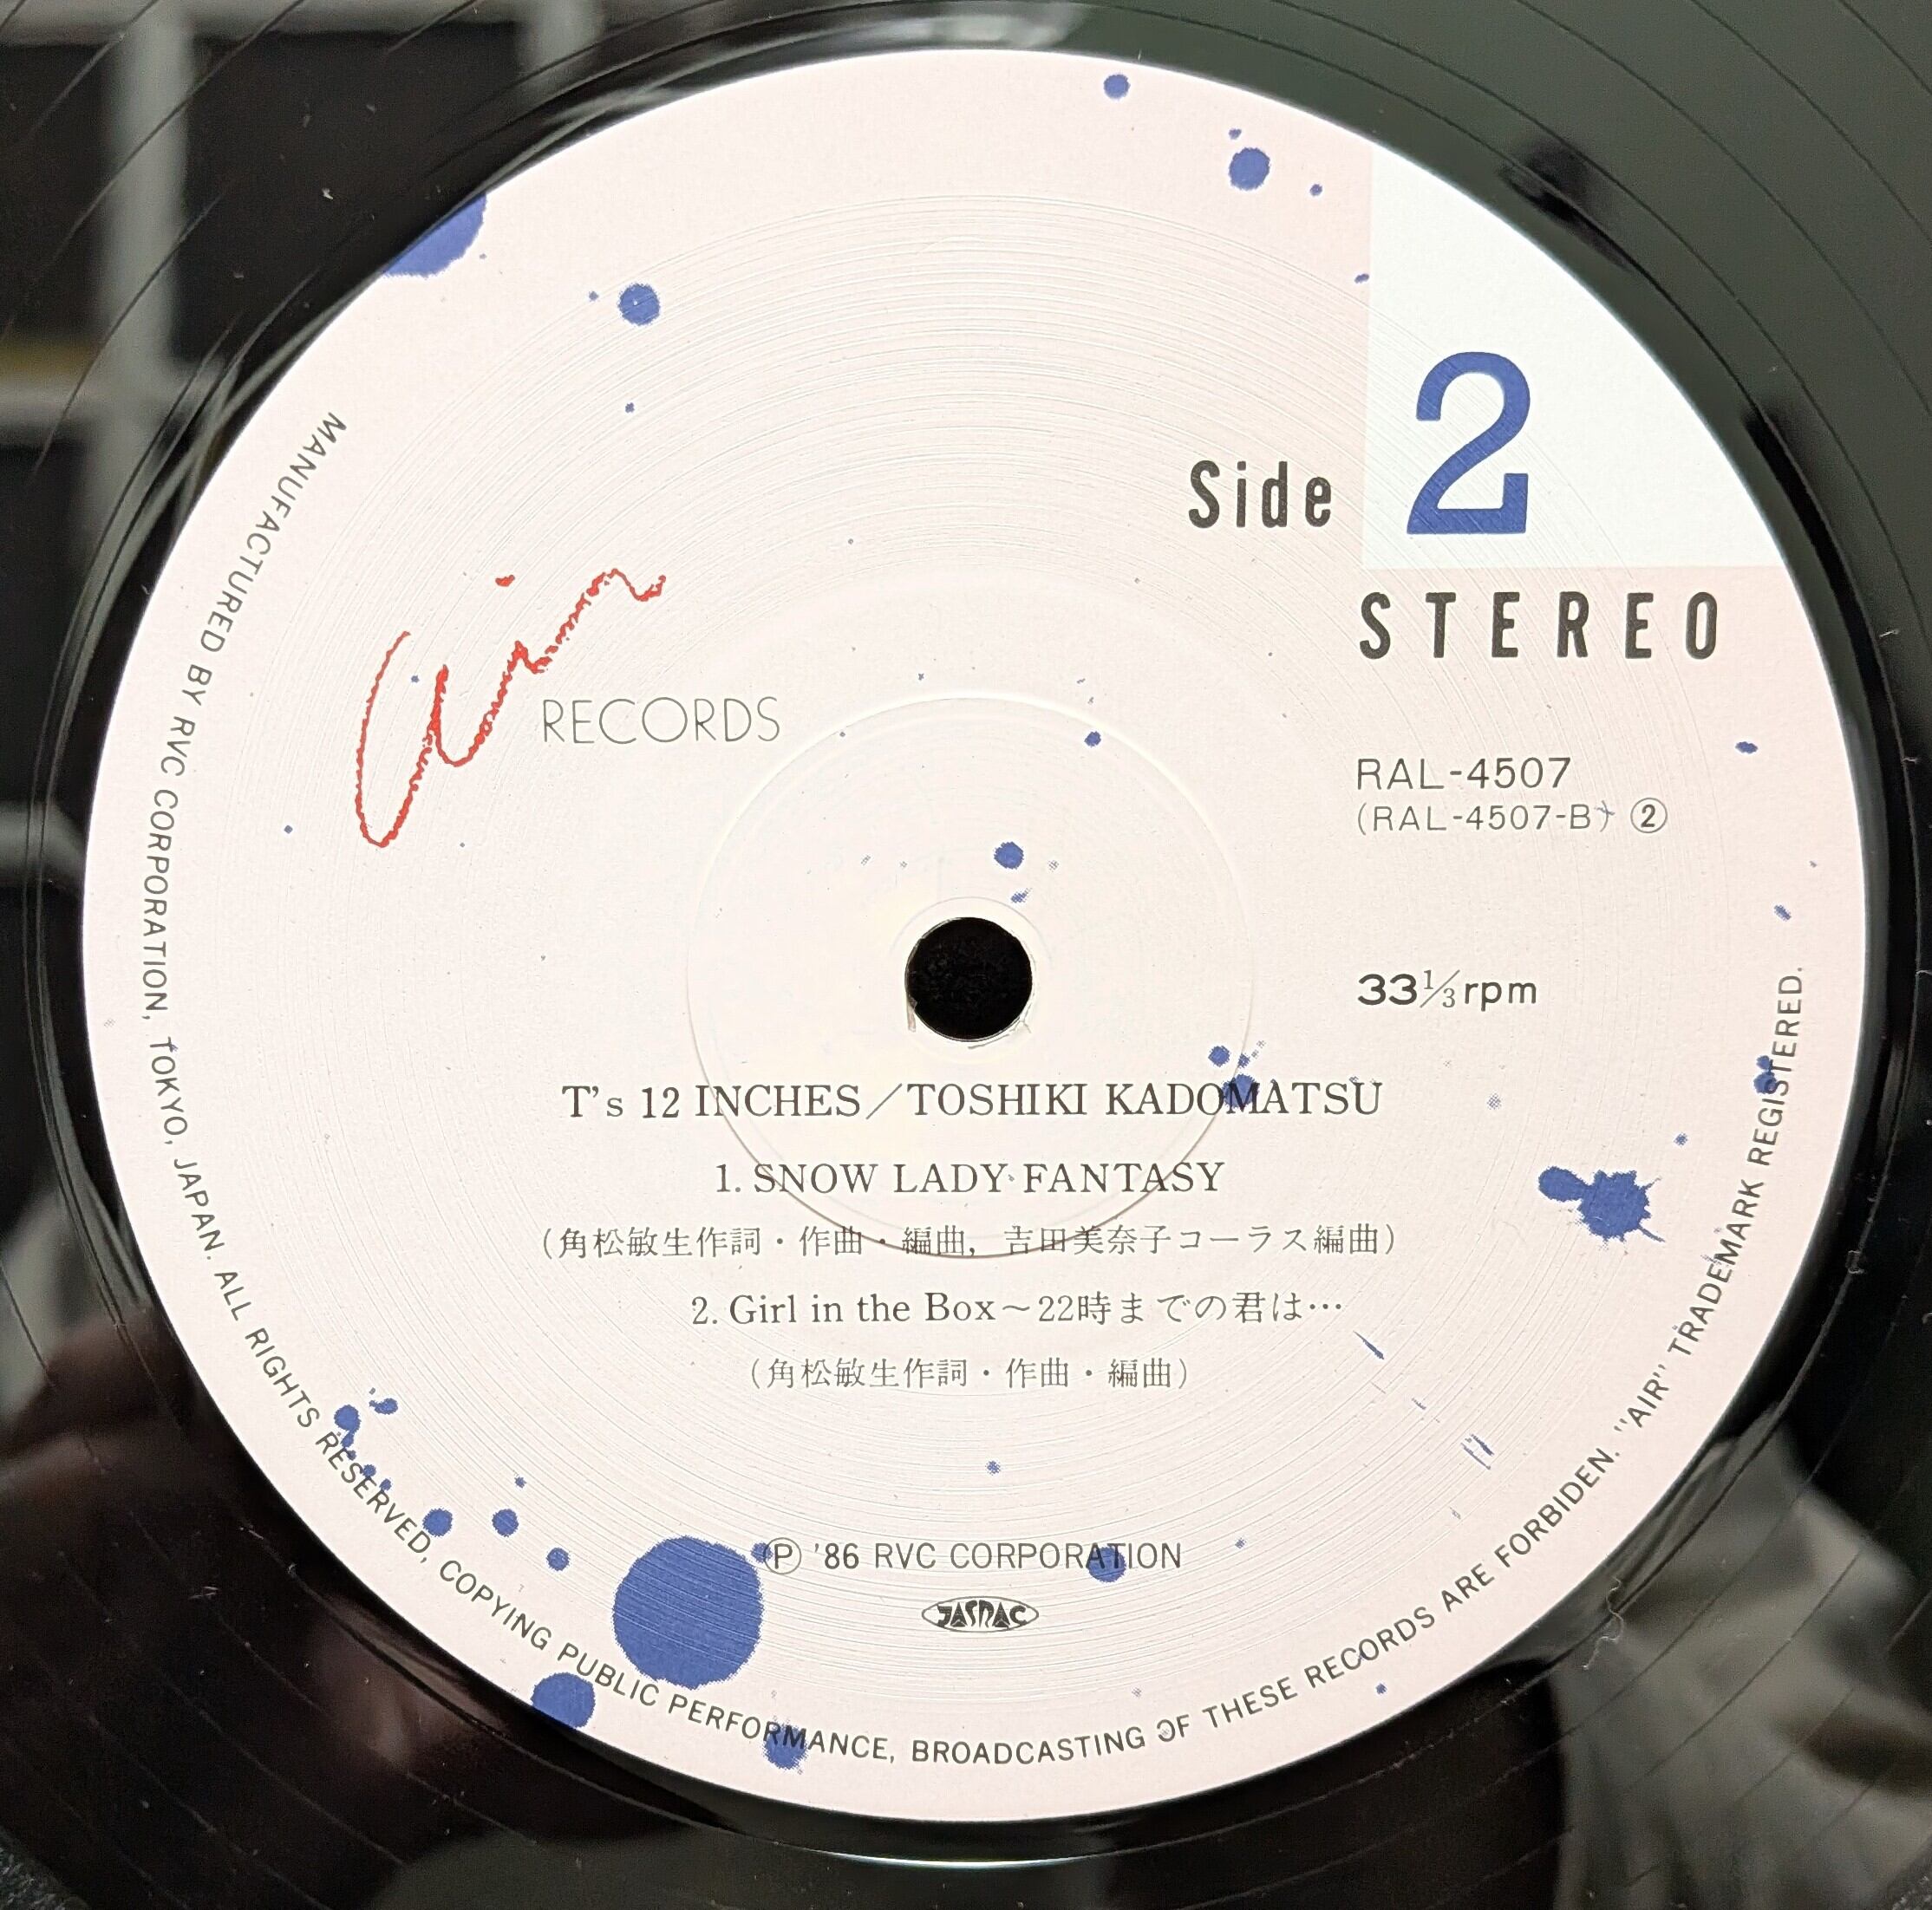 Side 2
STEREO
Air
RECORDS
RAL-4507
(RAL-4507-B) ②
33⅓rpm
T's 12 INCHES／TOSHIKI KADOMATSU
1. SNOW LADY FANTASY
(角松敏生作詞・作曲・編曲, 吉田美奈子コーラス編曲)
2. Girl in the Box～22時までの君は…
(角松敏生作詞・作曲・編曲)
Ⓟ '86 RVC CORPORATION
JASRAC
MANUFACTURED BY RVC CORPORATION, TOKYO, JAPAN. ALL RIGHTS RESERVED, COPYING PUBLIC PERFORMANCE, BROADCASTING OF THESE RECORDS ARE FORBIDEN. "AIR" TRADEMARK REGISTERED.